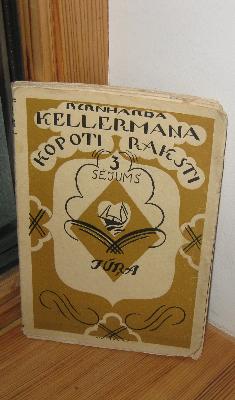 BERNHARDA
KELLERMANA
KOPOTI RAKSTI
3
SĒJUMS
JŪRA